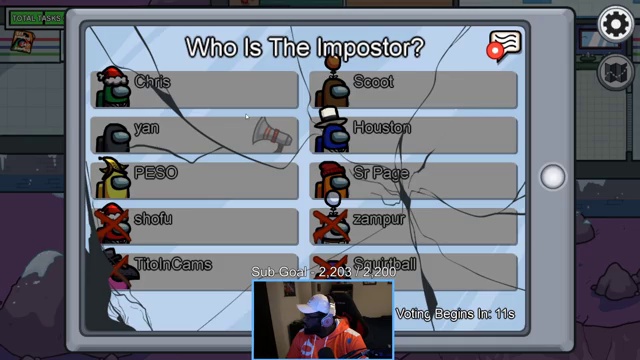 TOTAL TASKS
Who Is The Impostor?
Chris
Scoot
yan
Houston
PESO
Sr Page
shofu
zampur
TitoInCams
Squirtball
Sub-Goal - 2,203 / 2,200
Voting Begins In: 11s